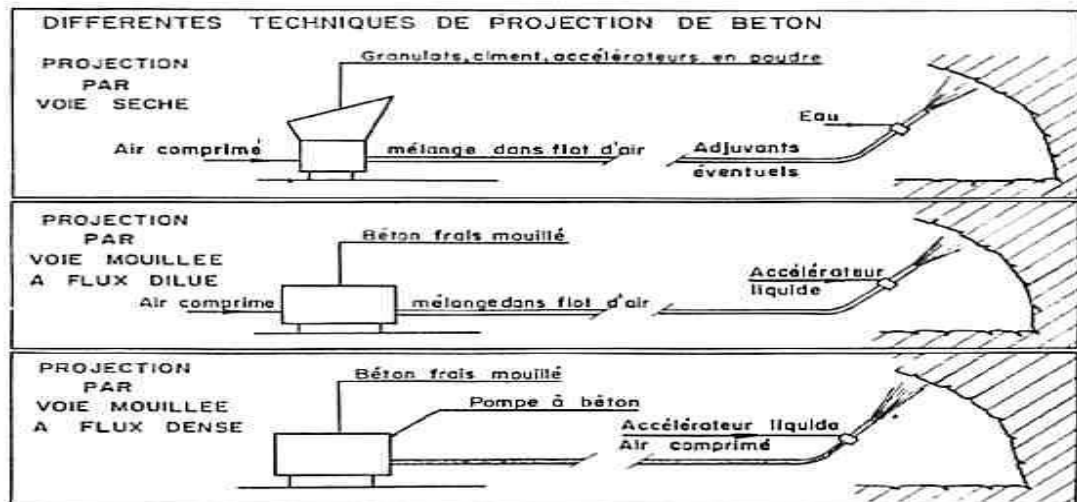 DIFFERENTES TECHNIQUES DE PROJECTION DE BETON
PROJECTION
PAR
VOIE SECHE
Granulats, ciment, accélérateurs en poudre
Air comprimé
mélange dans flot d'air
Eau
Adjuvants
éventuels
PROJECTION
PAR
VOIE MOUILLEE
A FLUX DILUE
Béton frais mouillé
Air comprime
mélange dans flot d'air
Accélérateur
liquide
PROJECTION
PAR
VOIE MOUILLEE
A FLUX DENSE
Béton frais mouillé
Pompe à béton
Accélérateur liquide
Air comprimé